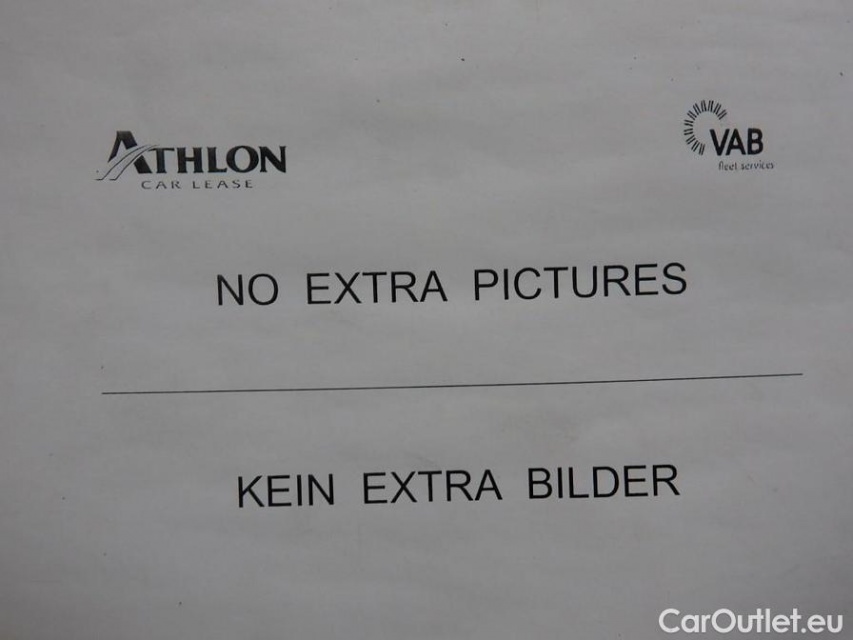 ATHLON
CAR LEASE
VAB
fleet services
NO EXTRA PICTURES
KEIN EXTRA BILDER
CarOutlet.eu